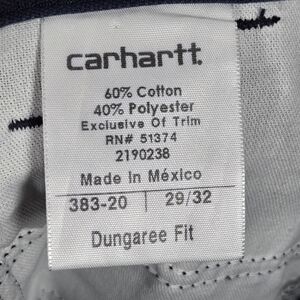 carhartt.
60% Cotton
40% Polyester
Exclusive Of Trim
RN# 51374
2190238
Made In México
383-20 29/32
Dungaree Fit